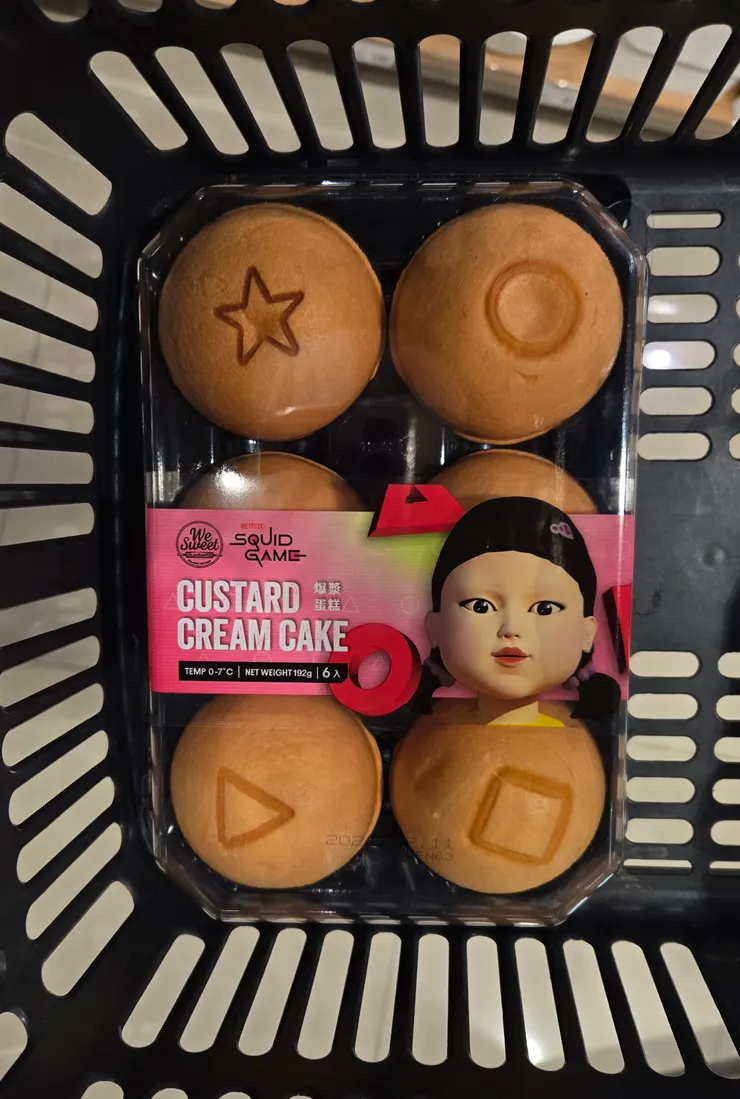 We
Sweet
NETFLIX
SQUID
GAME
CUSTARD 爆漿
CREAM CAKE 蛋糕
TEMP 0-7°C | NET WEIGHT 192g | 6入